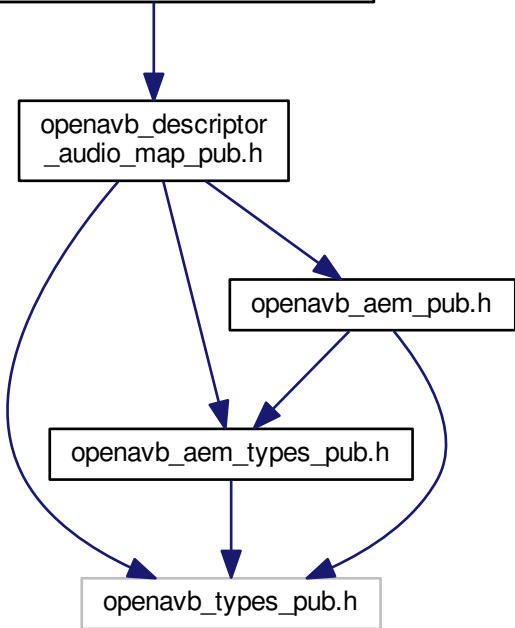 openavb_descriptor
_audio_map_pub.h
openavb_aem_pub.h
openavb_aem_types_pub.h
openavb_types_pub.h